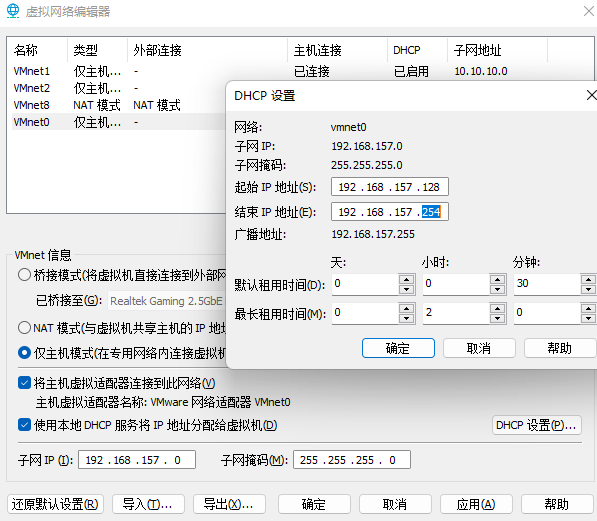 虚拟网络编辑器
名称 类型 外部连接 主机连接 DHCP 子网地址
VMnet1 仅主机... - 已连接 已启用 10.10.10.0
VMnet2 仅主机... -
VMnet8 NAT 模式 NAT 模式
VMnet0 仅主机... -
DHCP 设置
网络: vmnet0
子网 IP: 192.168.157.0
子网掩码: 255.255.255.0
起始 IP 地址(S): 192 . 168 . 157 . 128
结束 IP 地址(E): 192 . 168 . 157 . 254
广播地址: 192.168.157.255
天: 小时: 分钟:
默认租用时间(D): 0 0 30
最长租用时间(M): 0 2 0
确定 取消 帮助
VMnet 信息
桥接模式(将虚拟机直接连接到外部网
已桥接至(G): Realtek Gaming 2.5GbE
NAT 模式(与虚拟机共享主机的 IP 地址
仅主机模式(在专用网络内连接虚拟机
将主机虚拟适配器连接到此网络(V)
主机虚拟适配器名称: VMware 网络适配器 VMnet0
使用本地 DHCP 服务将 IP 地址分配给虚拟机(D) DHCP 设置(P)...
子网 IP (I): 192 . 168 . 157 . 0 子网掩码(M): 255 . 255 . 255 . 0
还原默认设置(R) 导入(T)... 导出(X)... 确定 取消 应用(A) 帮助